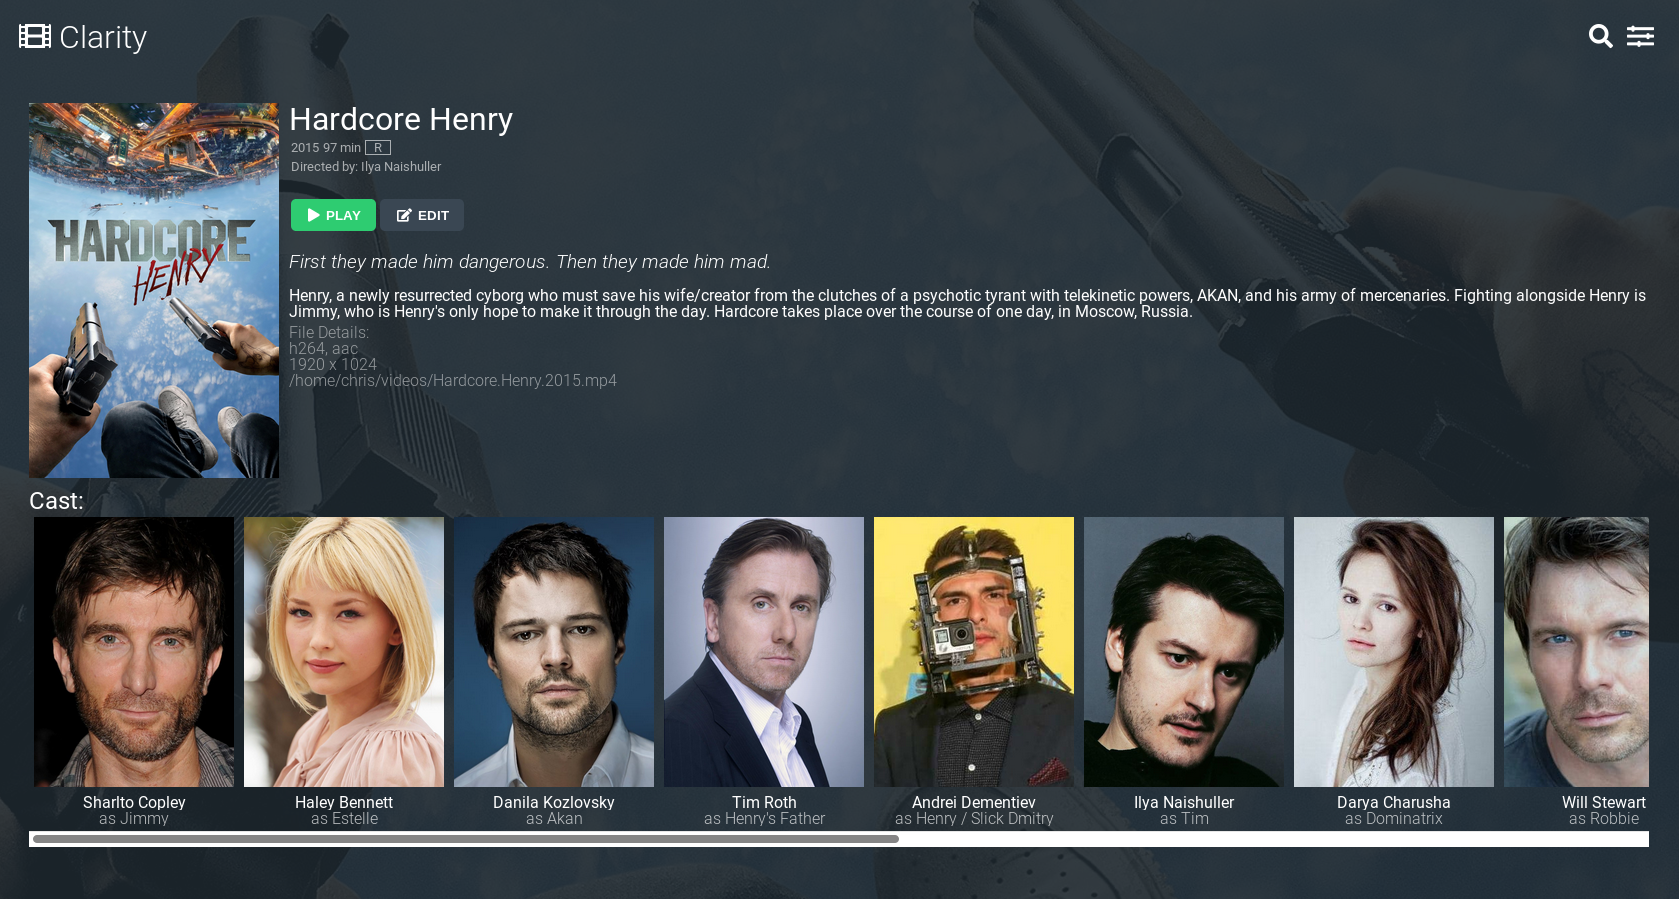 Clarity
Hardcore Henry
2015 97 min R
Directed by: Ilya Naishuller
HARDCORE
HENRY
PLAY EDIT
First they made him dangerous. Then they made him mad.
Henry, a newly resurrected cyborg who must save his wife/creator from the clutches of a psychotic tyrant with telekinetic powers, AKAN, and his army of mercenaries. Fighting alongside Henry is
Jimmy, who is Henry's only hope to make it through the day. Hardcore takes place over the course of one day, in Moscow, Russia.
File Details:
h264, aac
1920 x 1024
/home/chris/videos/Hardcore.Henry.2015.mp4
Cast:
Sharlto Copley
as Jimmy
Haley Bennett
as Estelle
Danila Kozlovsky
as Akan
Tim Roth
as Henry's Father
Andrei Dementiev
as Henry / Slick Dmitry
Ilya Naishuller
as Tim
Darya Charusha
as Dominatrix
Will Stewart
as Robbie